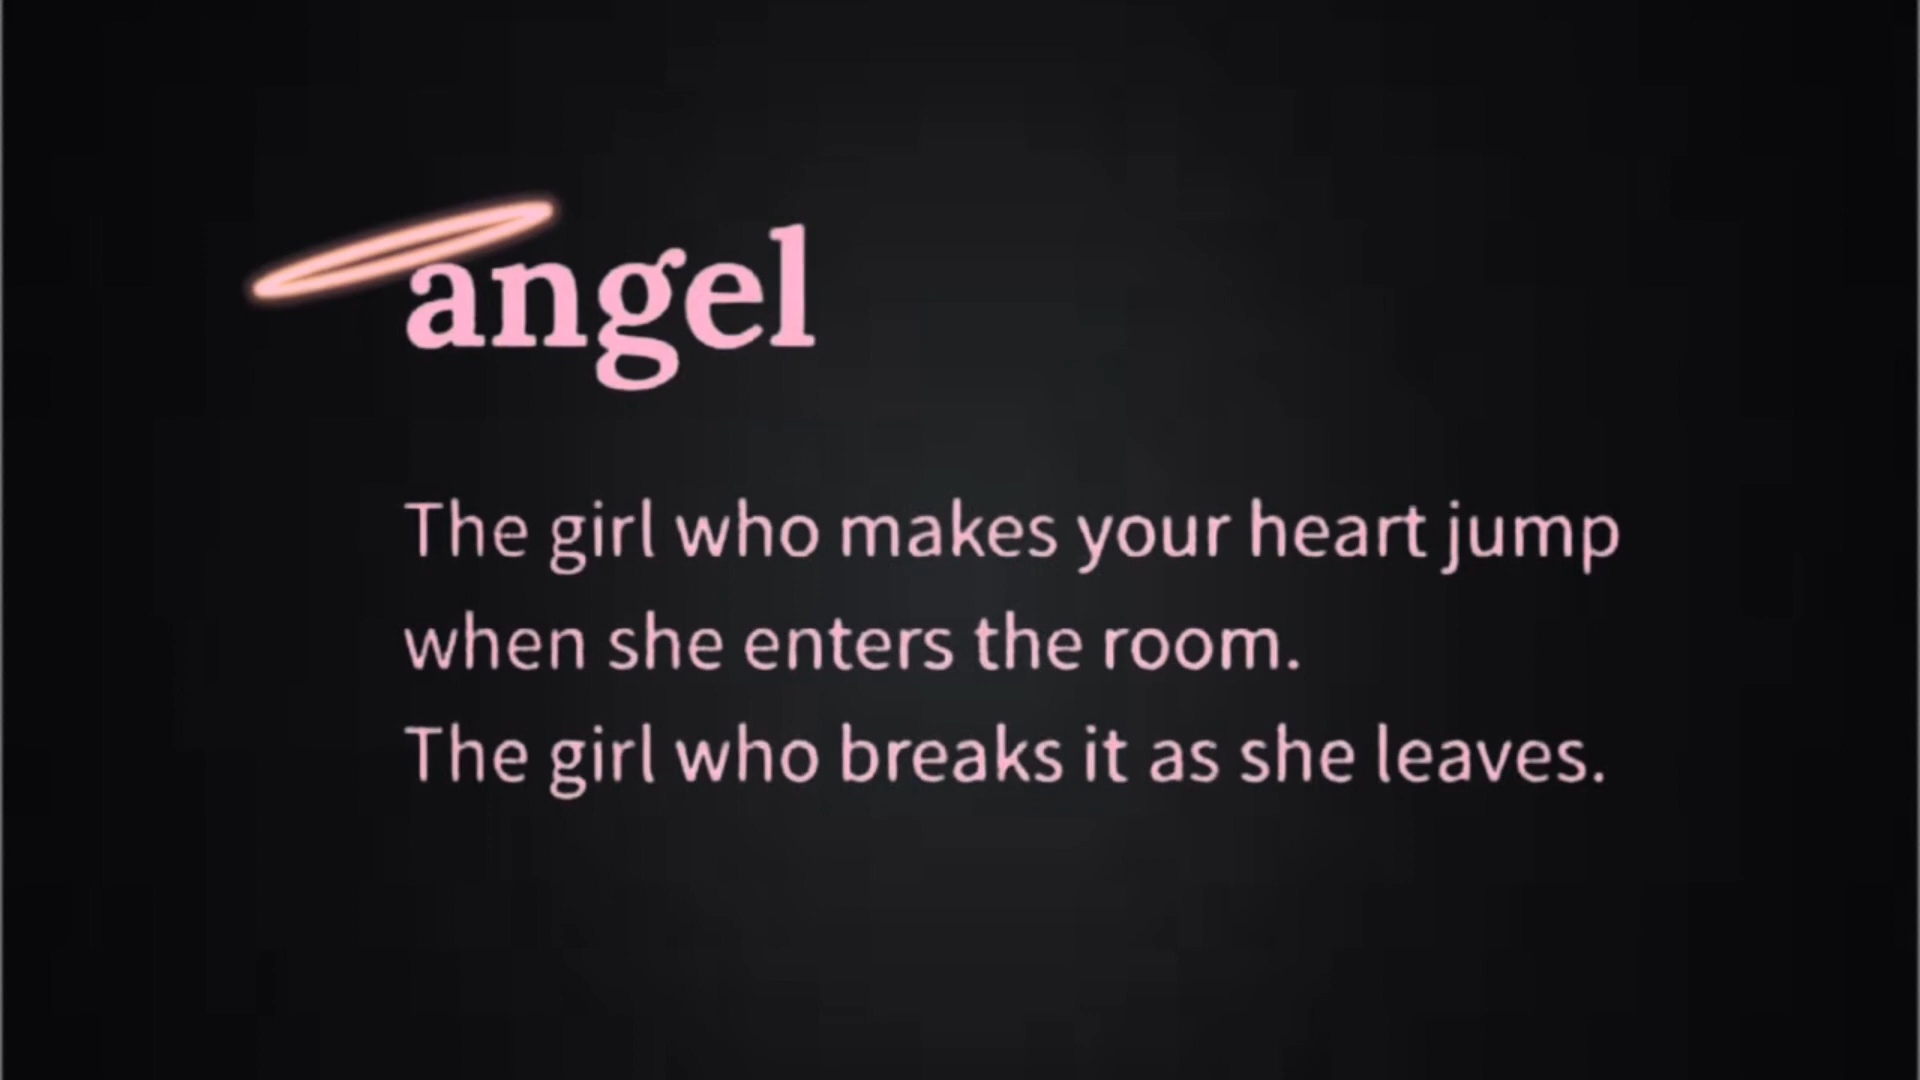 angel
The girl who makes your heart jump
when she enters the room.
The girl who breaks it as she leaves.